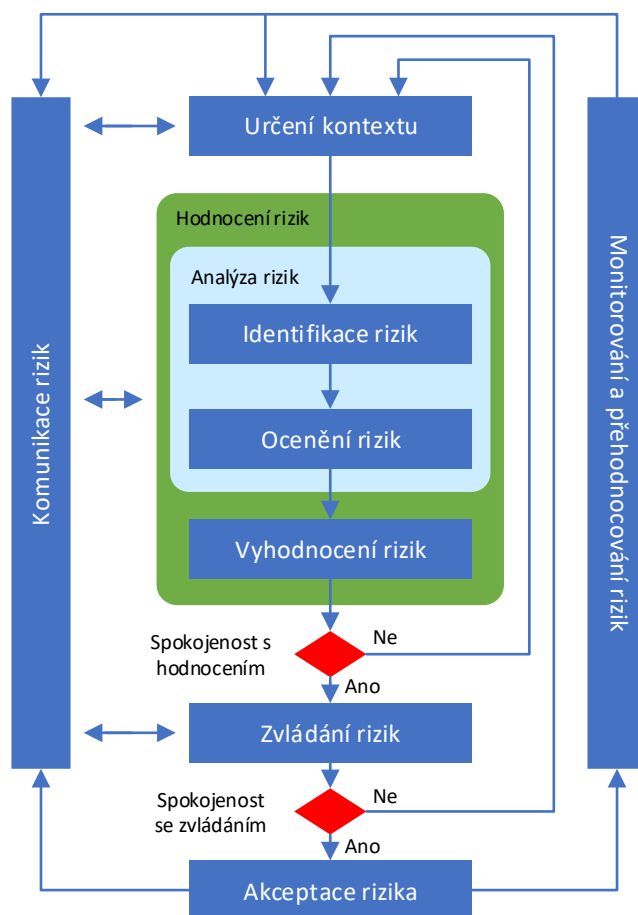 Určení kontextu
Hodnocení rizik
Analýza rizik
Identifikace rizik
Ocenění rizik
Vyhodnocení rizik
Komunikace rizik
Monitorování a přehodnocování rizik
Spokojenost s
hodnocením
Ne
Ano
Zvládání rizik
Spokojenost
se zvládáním
Ne
Ano
Akceptace rizika